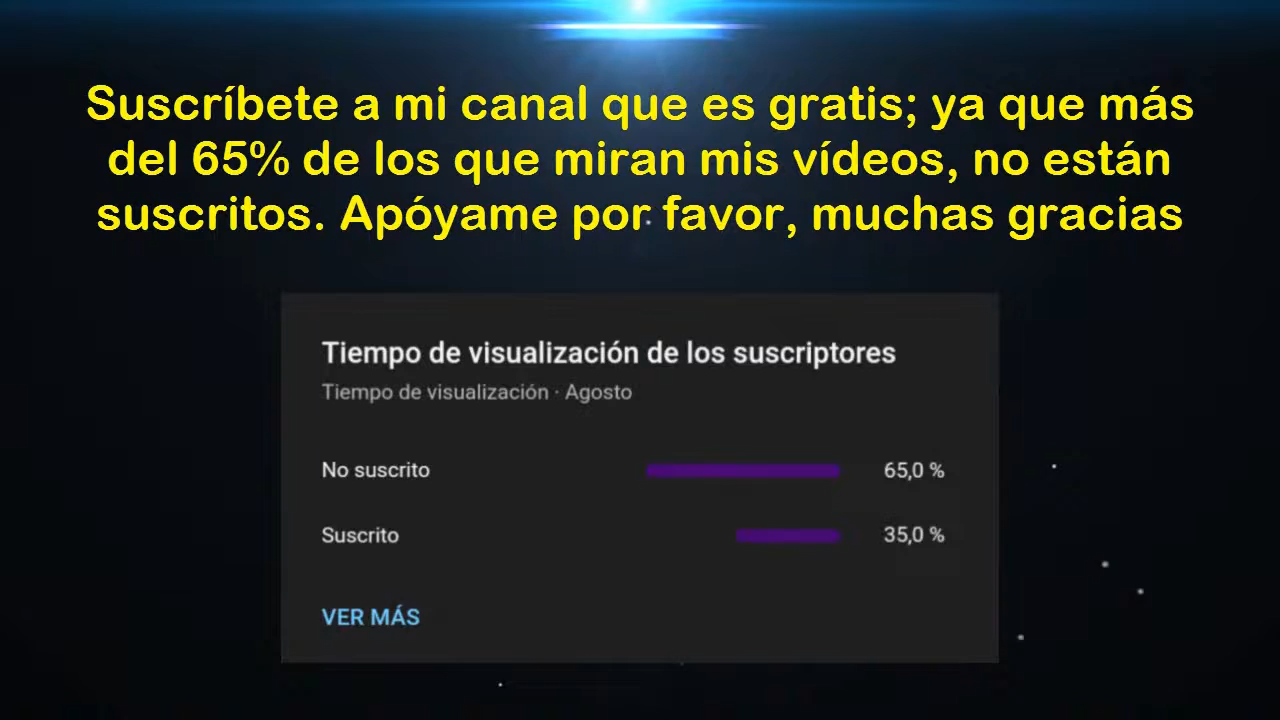 Suscríbete a mi canal que es gratis; ya que más
del 65% de los que miran mis vídeos, no están
suscritos. Apóyame por favor, muchas gracias
Tiempo de visualización de los suscriptores
Tiempo de visualización · Agosto
No suscrito 65,0 %
Suscrito 35,0 %
VER MÁS